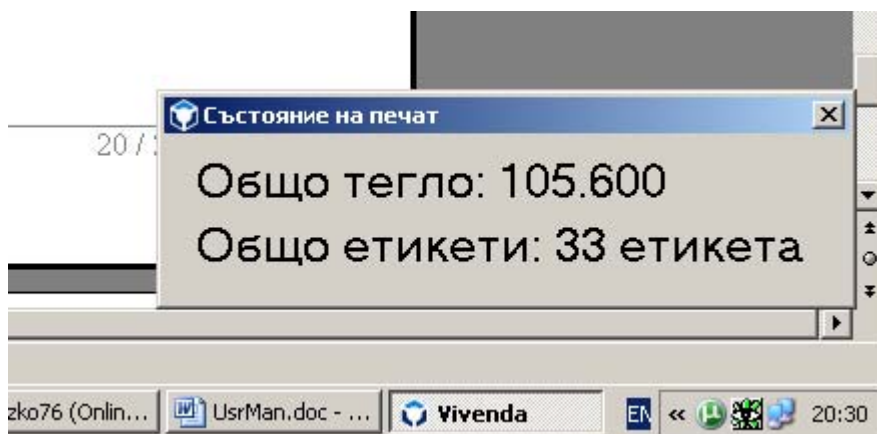 Състояние на печат
20 /
Общо тегло: 105.600
Общо етикети: 33 етикета
zko76 (Onlin...
UsrMan.doc - ...
Vivenda
EN
«
20:30